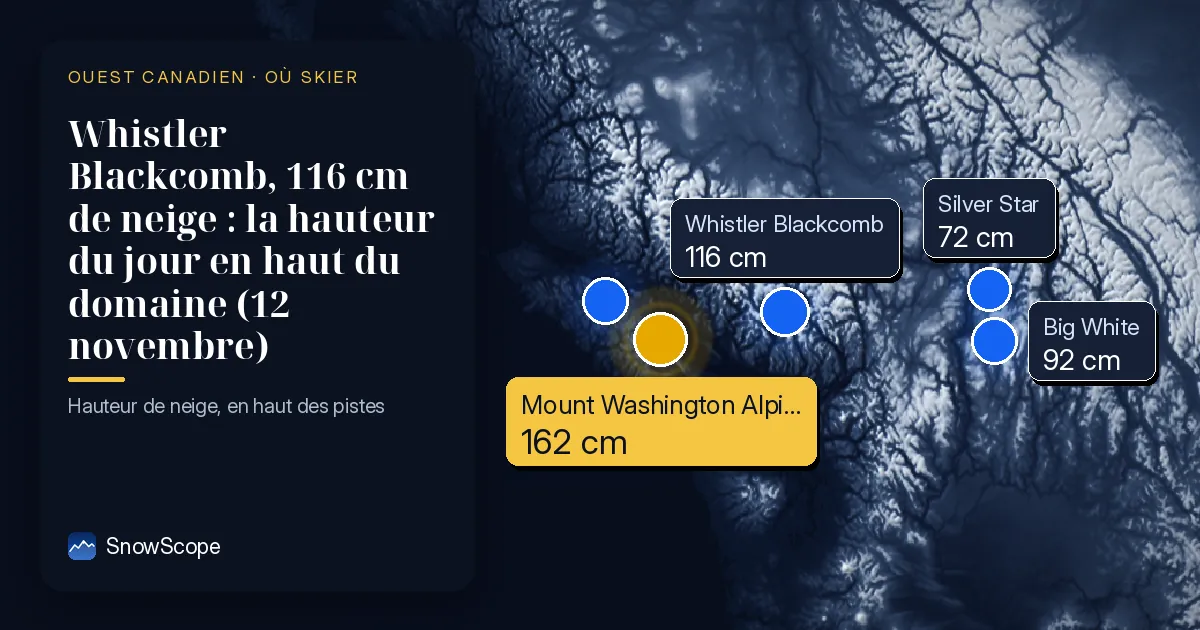 OUEST CANADIEN · OÙ SKIER
Whistler
Blackcomb, 116 cm
de neige : la hauteur
du jour en haut du
domaine (12
novembre)
Hauteur de neige, en haut des pistes
SnowScope
Whistler Blackcomb
116 cm
Silver Star
72 cm
Big White
92 cm
Mount Washington Alpi...
162 cm